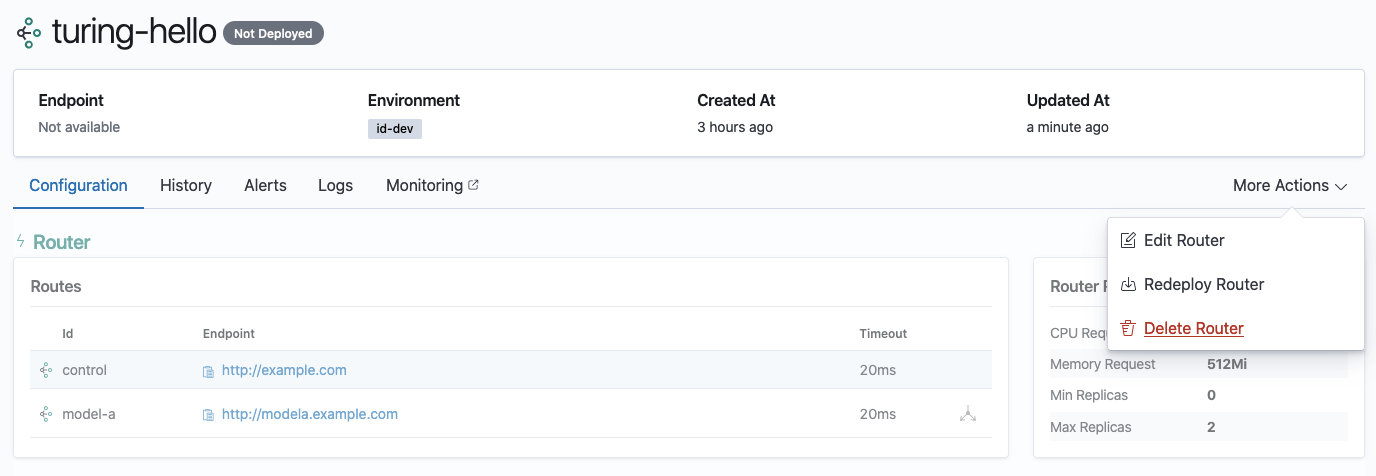 turing-hello Not Deployed
Endpoint Environment Created At Updated At
Not available id-dev 3 hours ago a minute ago
Configuration History Alerts Logs Monitoring More Actions
Router
Edit Router
Redeploy Router
Delete Router
Routes
Id Endpoint Timeout
control http://example.com 20ms
model-a http://modela.example.com 20ms
Router
CPU
Memory Request 512Mi
Min Replicas 0
Max Replicas 2